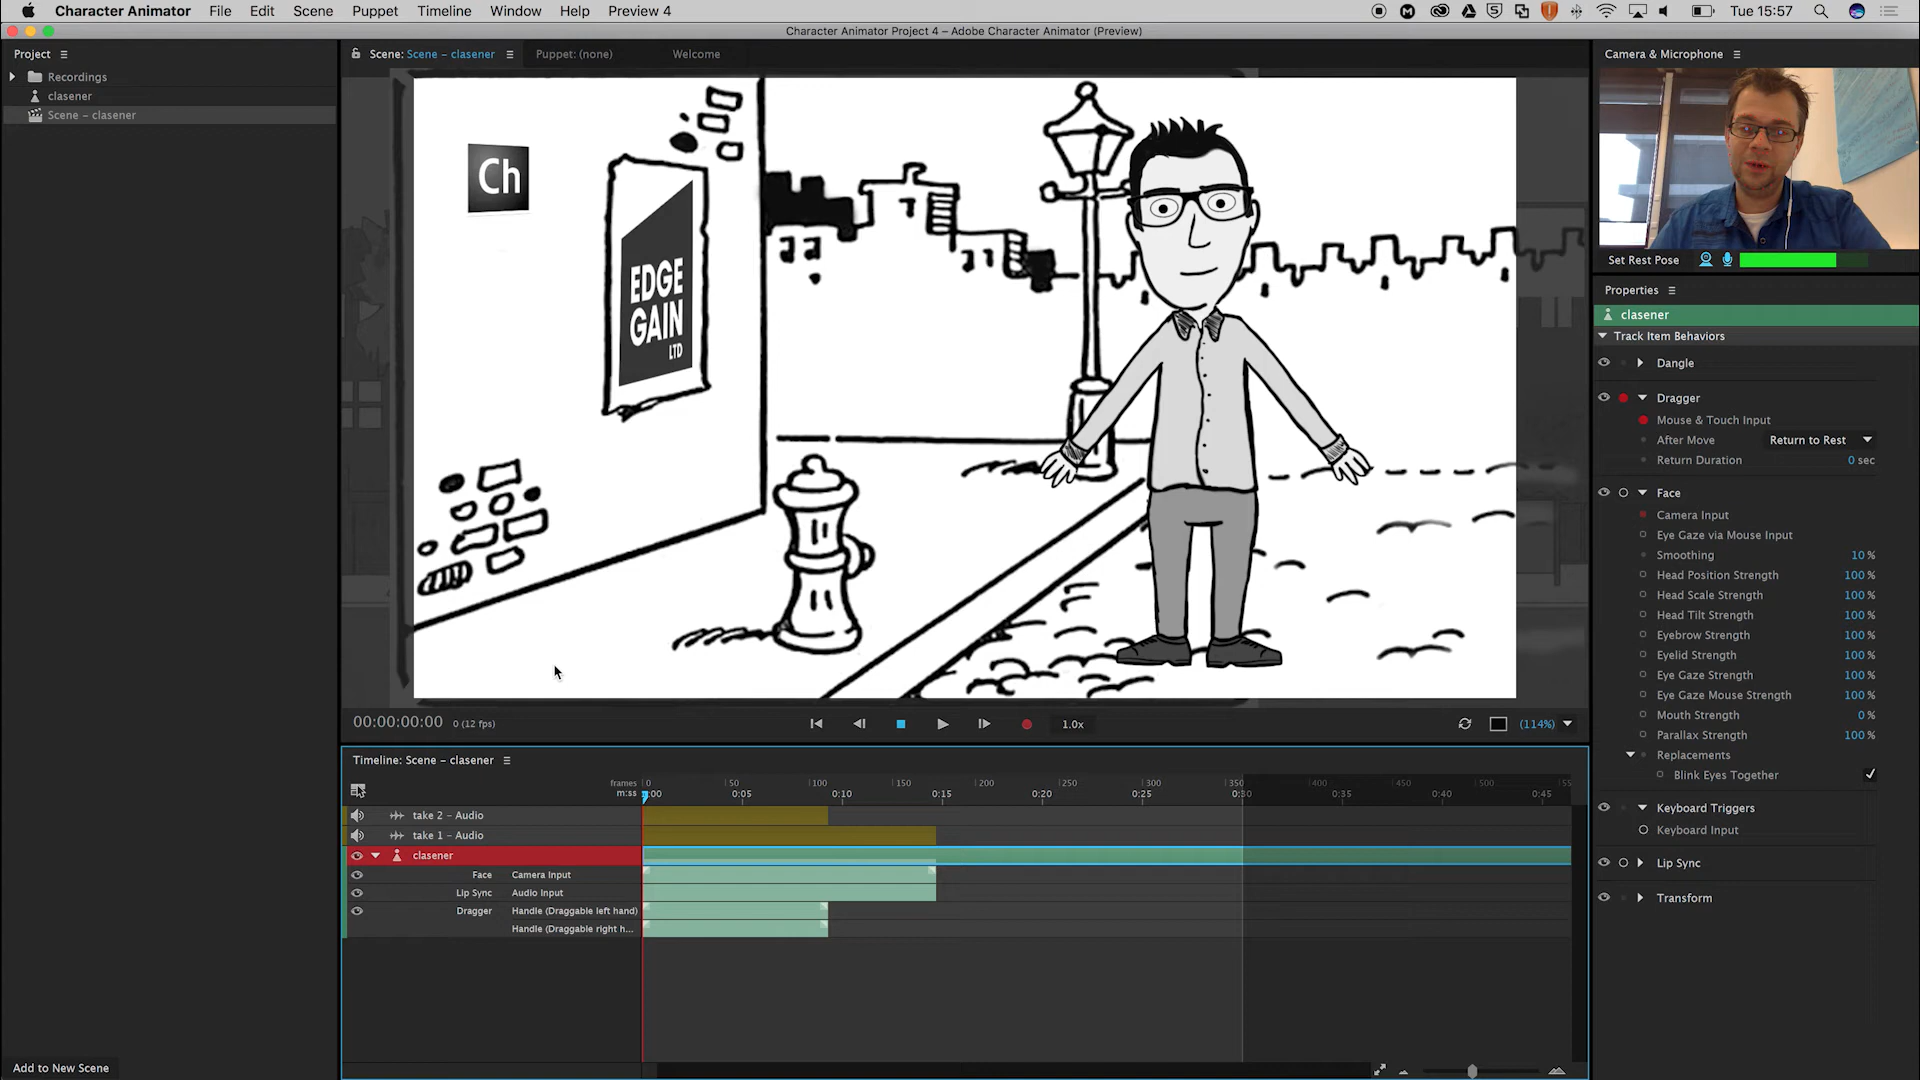 Character Animator File Edit Scene Puppet Timeline Window Help Preview 4 Tue 15:57
Character Animator Project 4 – Adobe Character Animator (Preview)
Project
Recordings
clasener
Scene – clasener
Add to New Scene
Scene: Scene – clasener Puppet: (none) Welcome
Ch
EDGE
GAIN
LTD
00:00:00:00 0 (12 fps) 1.0x (114%)
Timeline: Scene – clasener
frames 0 50 100 150 200 250 300 350 400 450 500 55
m:ss 0:00 0:05 0:10 0:15 0:20 0:25 0:30 0:35 0:40 0:45
take 2 – Audio
take 1 – Audio
clasener
Face Camera Input
Lip Sync Audio Input
Dragger Handle (Draggable left hand)
Handle (Draggable right h...
Camera & Microphone
Set Rest Pose
Properties
clasener
Track Item Behaviors
Dangle
Dragger
Mouse & Touch Input
After Move Return to Rest
Return Duration 0 sec
Face
Camera Input
Eye Gaze via Mouse Input
Smoothing 10 %
Head Position Strength 100 %
Head Scale Strength 100 %
Head Tilt Strength 100 %
Eyebrow Strength 100 %
Eyelid Strength 100 %
Eye Gaze Strength 100 %
Eye Gaze Mouse Strength 100 %
Mouth Strength 0 %
Parallax Strength 100 %
Replacements
Blink Eyes Together
Keyboard Triggers
Keyboard Input
Lip Sync
Transform